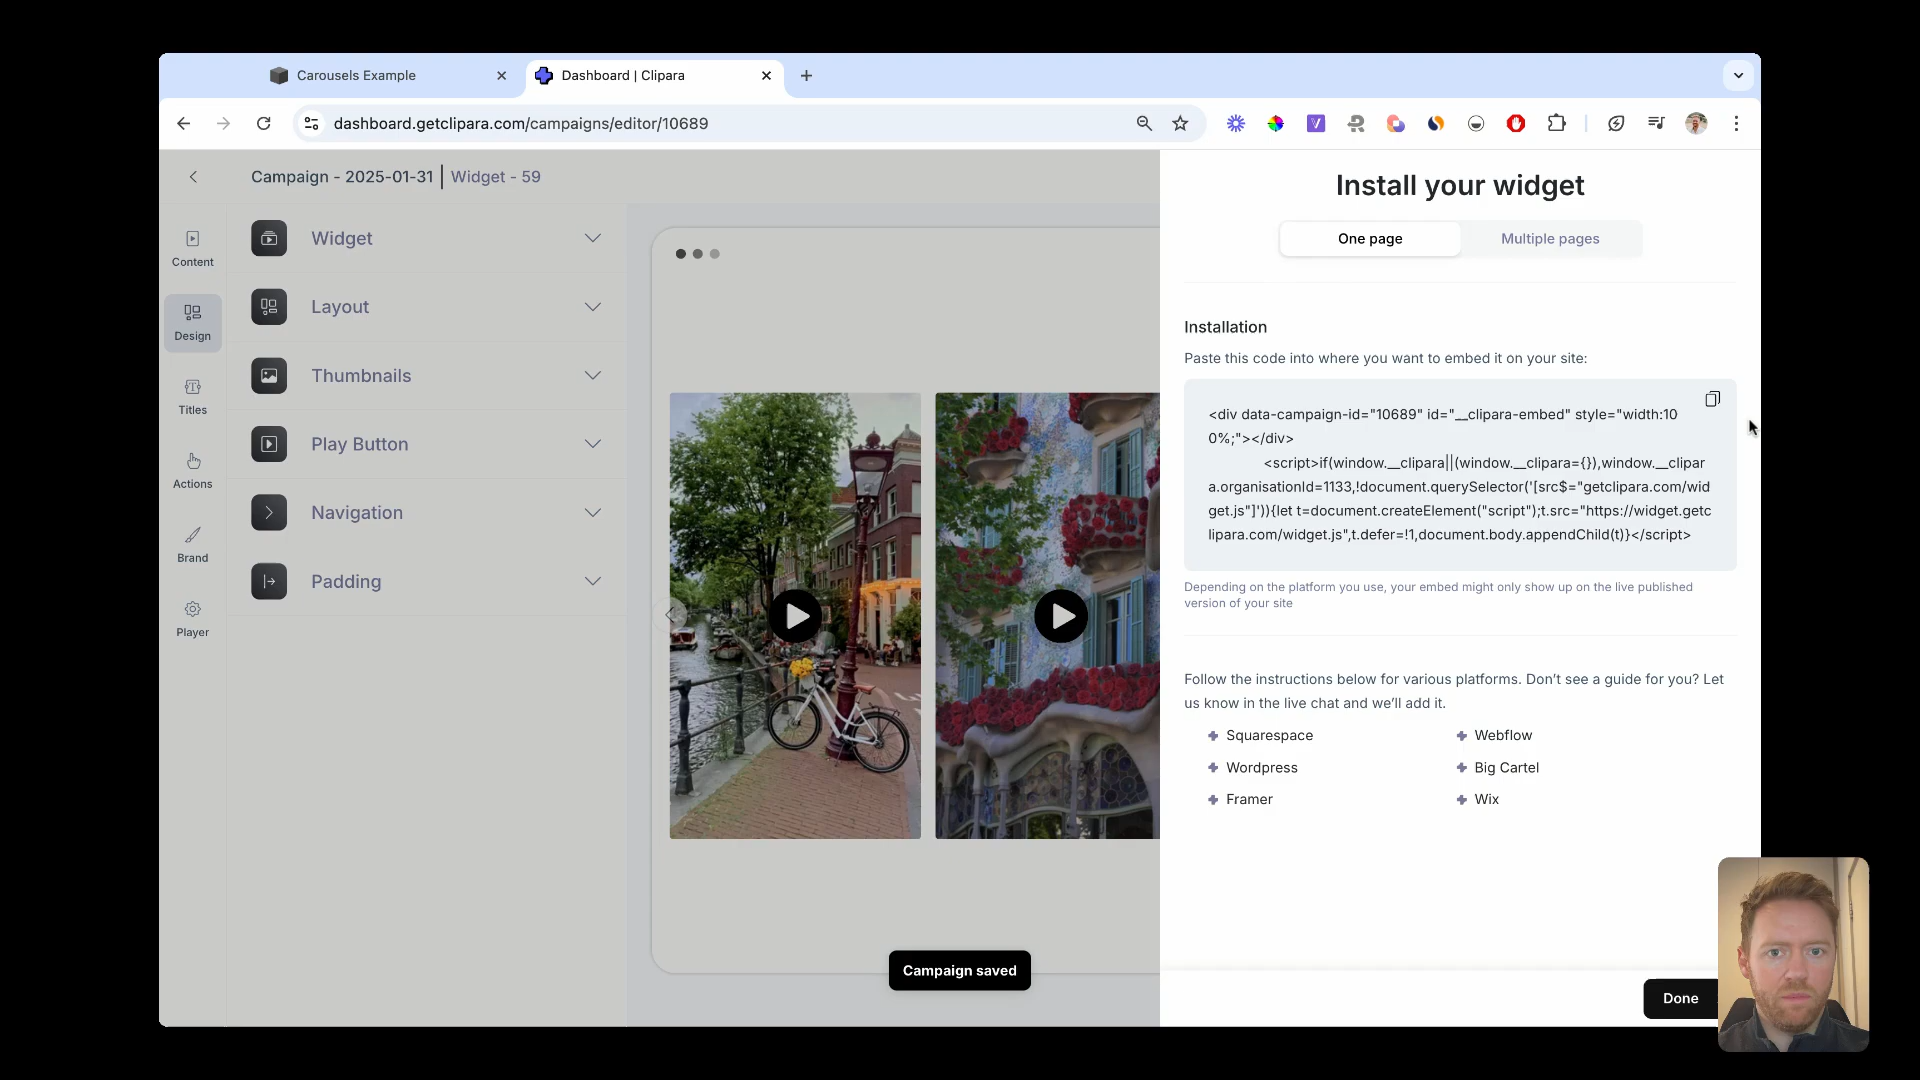 Carousels Example
Dashboard | Clipara
dashboard.getclipara.com/campaigns/editor/10689
Campaign - 2025-01-31 | Widget - 59
Content
Design
Titles
Actions
Brand
Player
Widget
Layout
Thumbnails
Play Button
Navigation
Padding
Campaign saved
Install your widget
One page
Multiple pages
Installation
Paste this code into where you want to embed it on your site:
<div data-campaign-id="10689" id="__clipara-embed" style="width:10
0%;"></div>
<script>if(window.__clipara||(window.__clipara={}),window.__clipar
a.organisationId=1133,!document.querySelector('[src$="getclipara.com/wid
get.js"]')){let t=document.createElement("script");t.src="https://widget.getc
lipara.com/widget.js",t.defer=!1,document.body.appendChild(t)}</script>
Depending on the platform you use, your embed might only show up on the live published
version of your site
Follow the instructions below for various platforms. Don’t see a guide for you? Let
us know in the live chat and we’ll add it.
Squarespace
Webflow
Wordpress
Big Cartel
Framer
Wix
Done